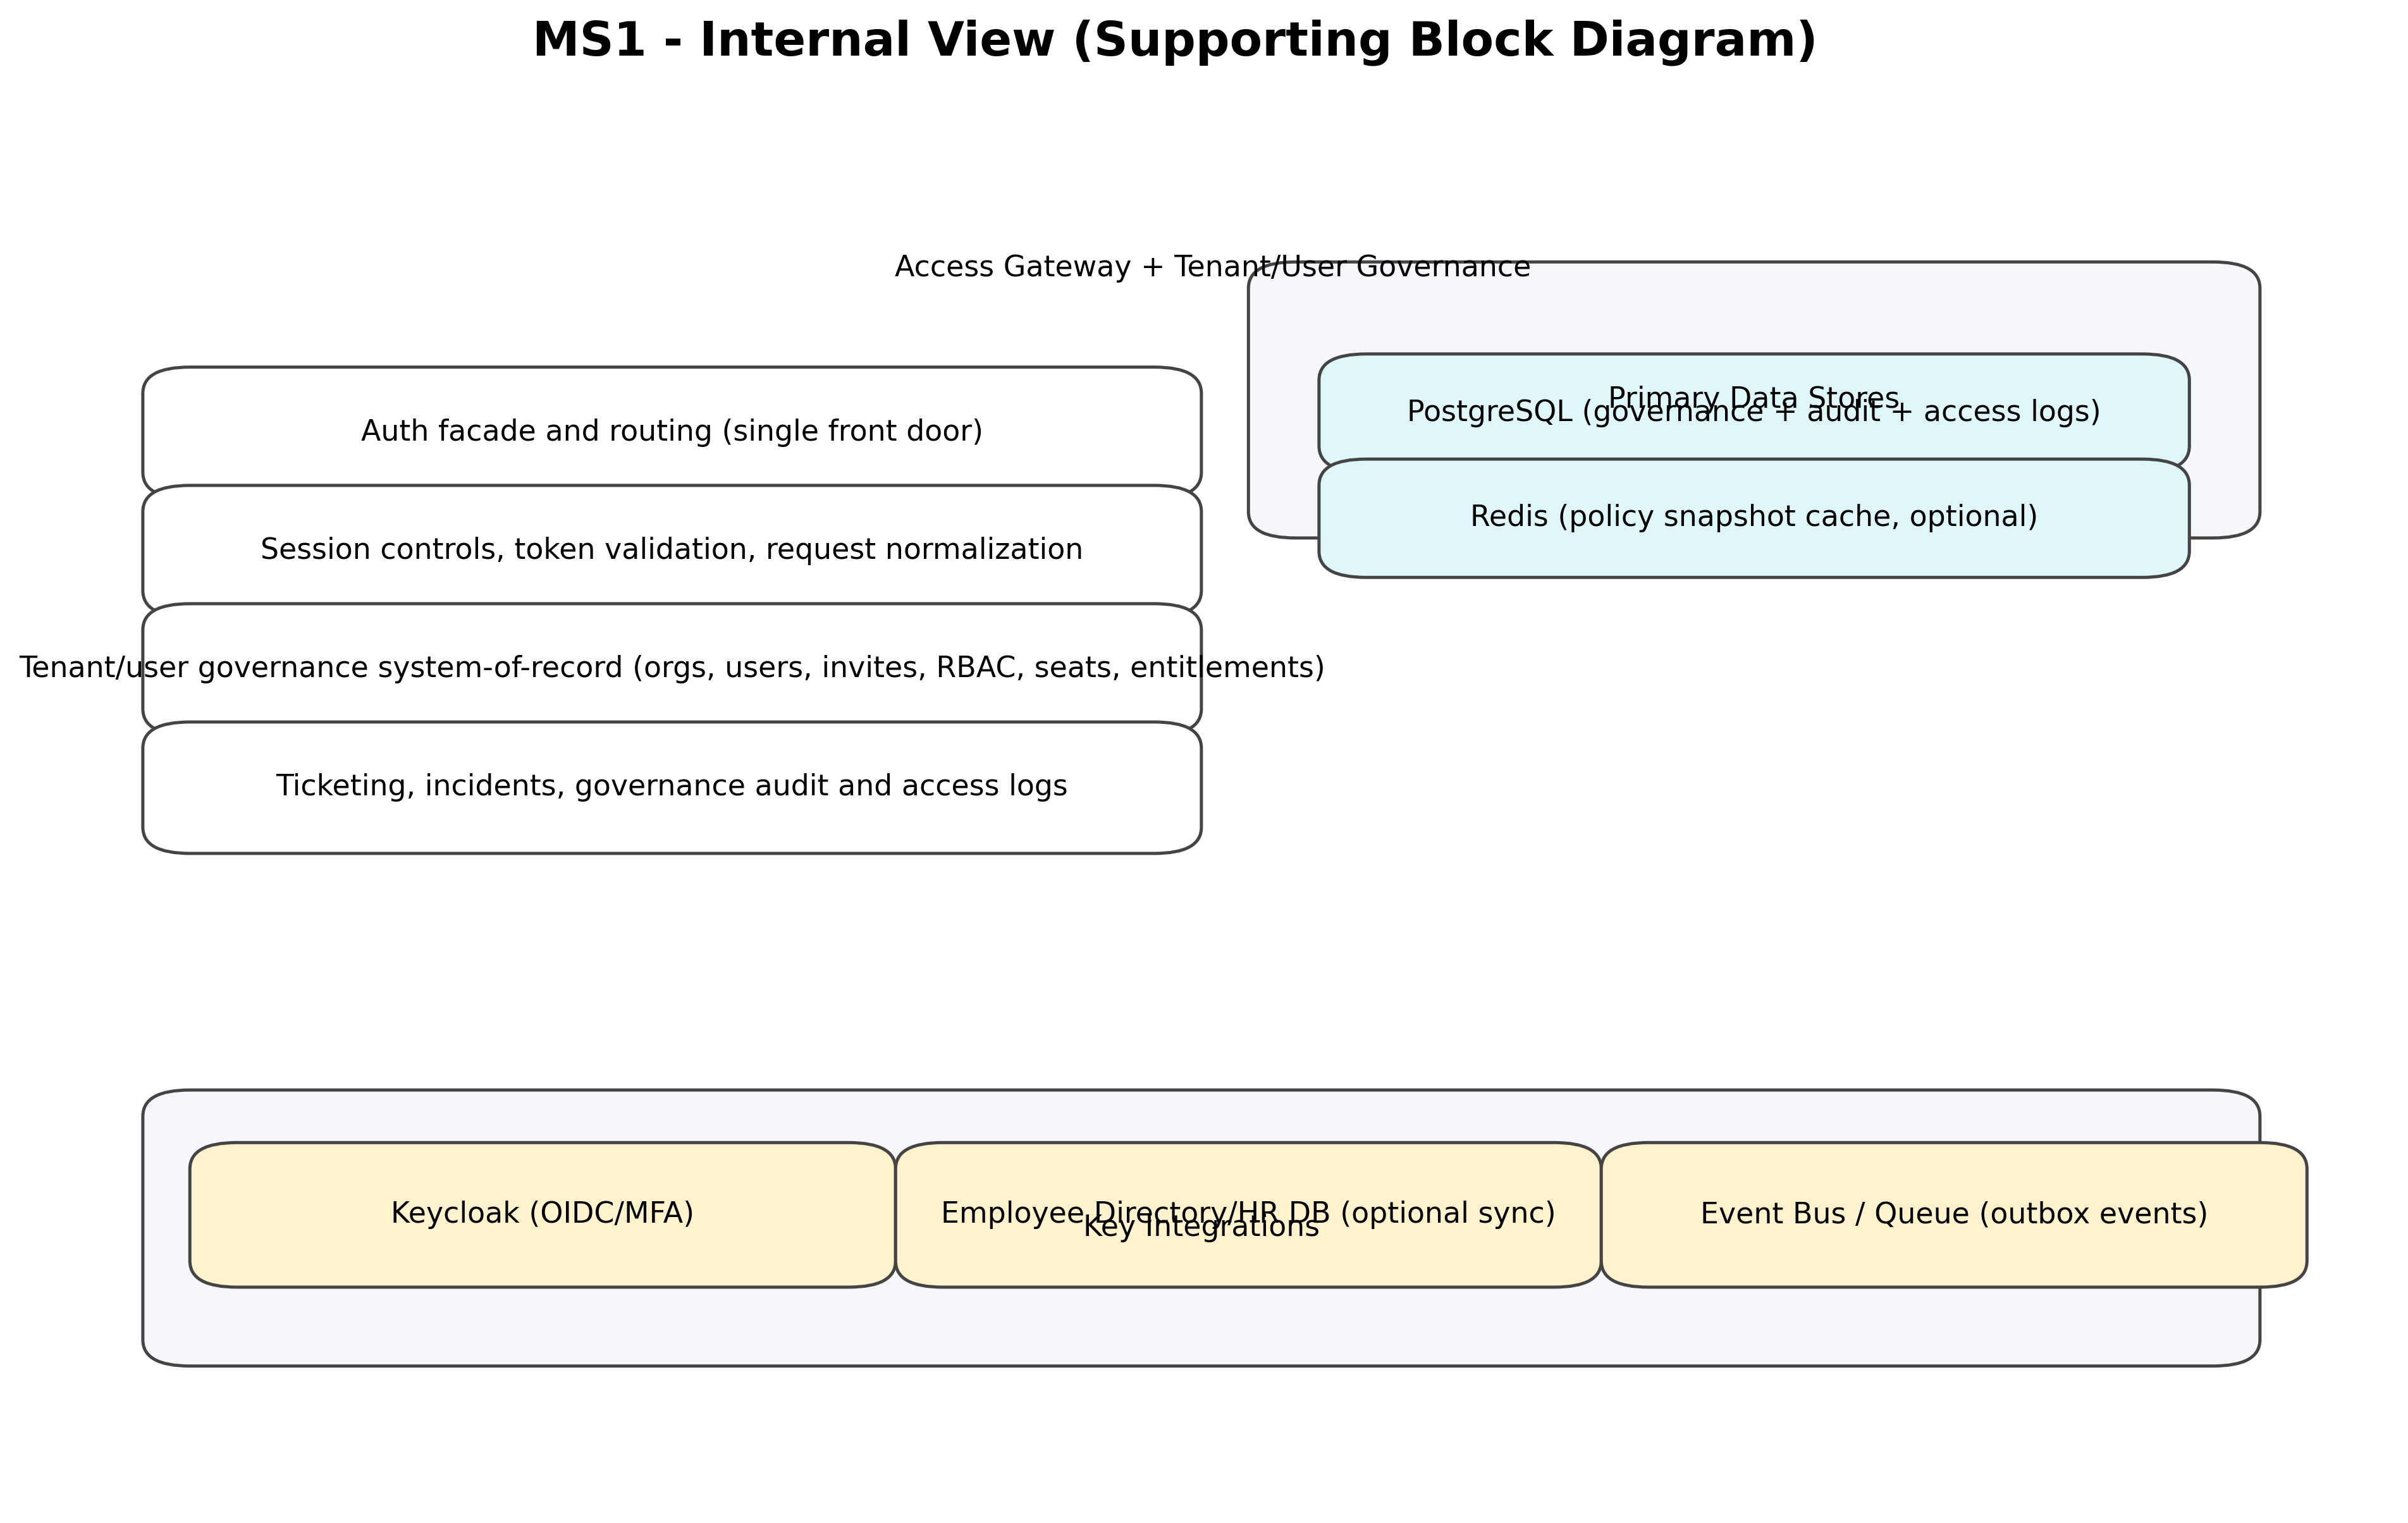 MS1 - Internal View (Supporting Block Diagram)
Access Gateway + Tenant/User Governance
Auth facade and routing (single front door)
Session controls, token validation, request normalization
Tenant/user governance system-of-record (orgs, users, invites, RBAC, seats, entitlements)
Ticketing, incidents, governance audit and access logs
Primary Data Stores
PostgreSQL (governance + audit + access logs)
Redis (policy snapshot cache, optional)
Keycloak (OIDC/MFA)
Employee Directory/HR DB (optional sync)
Key Integrations
Event Bus / Queue (outbox events)